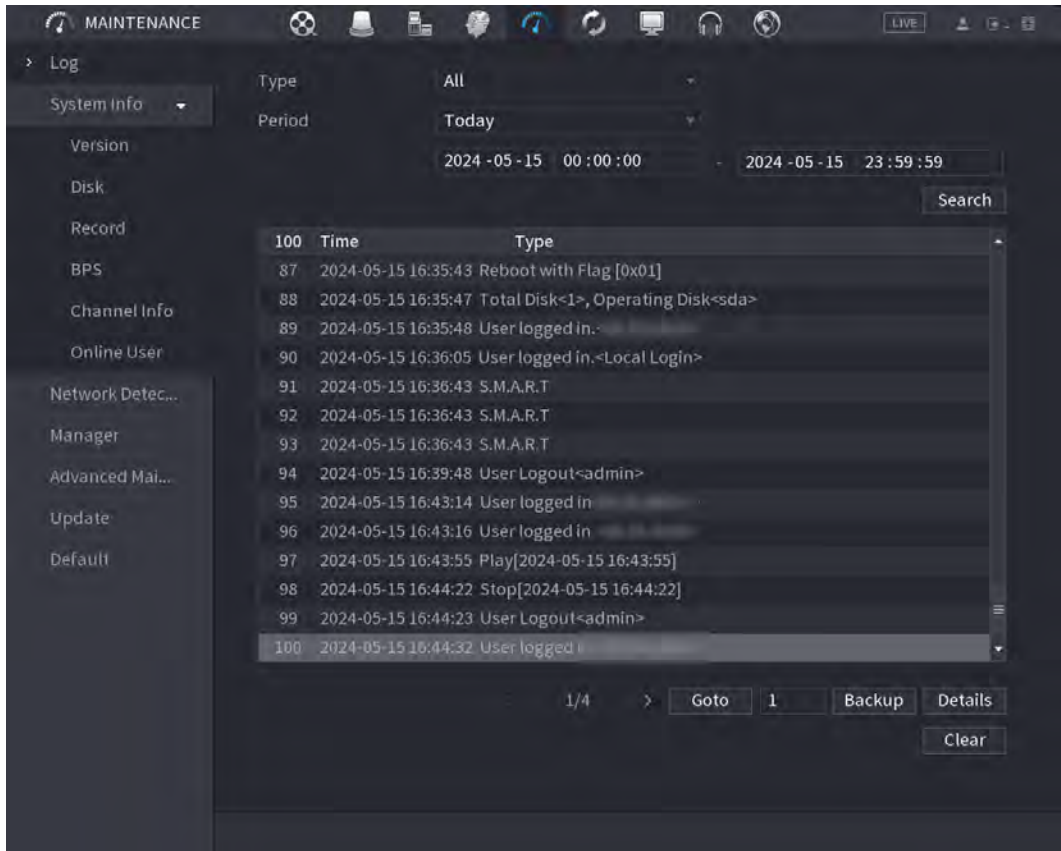 MAINTENANCE
LIVE
Log
System Info
Version
Disk
Record
BPS
Channel Info
Online User
Network Detec...
Manager
Advanced Mai...
Update
Default
Type All
Period Today
2024 -05 -15 00 : 00 : 00 - 2024 -05 -15 23 : 59 : 59
Search
100 Time Type
87 2024-05-15 16:35:43 Reboot with Flag [0x01]
88 2024-05-15 16:35:47 Total Disk<1>, Operating Disk<sda>
89 2024-05-15 16:35:48 User logged in.
90 2024-05-15 16:36:05 User logged in.<Local Login>
91 2024-05-15 16:36:43 S.M.A.R.T
92 2024-05-15 16:36:43 S.M.A.R.T
93 2024-05-15 16:36:43 S.M.A.R.T
94 2024-05-15 16:39:48 User Logout<admin>
95 2024-05-15 16:43:14 User logged in
96 2024-05-15 16:43:16 User logged in
97 2024-05-15 16:43:55 Play[2024-05-15 16:43:55]
98 2024-05-15 16:44:22 Stop[2024-05-15 16:44:22]
99 2024-05-15 16:44:23 User Logout<admin>
100 2024-05-15 16:44:32 User logged
1/4 > Goto 1 Backup Details
Clear